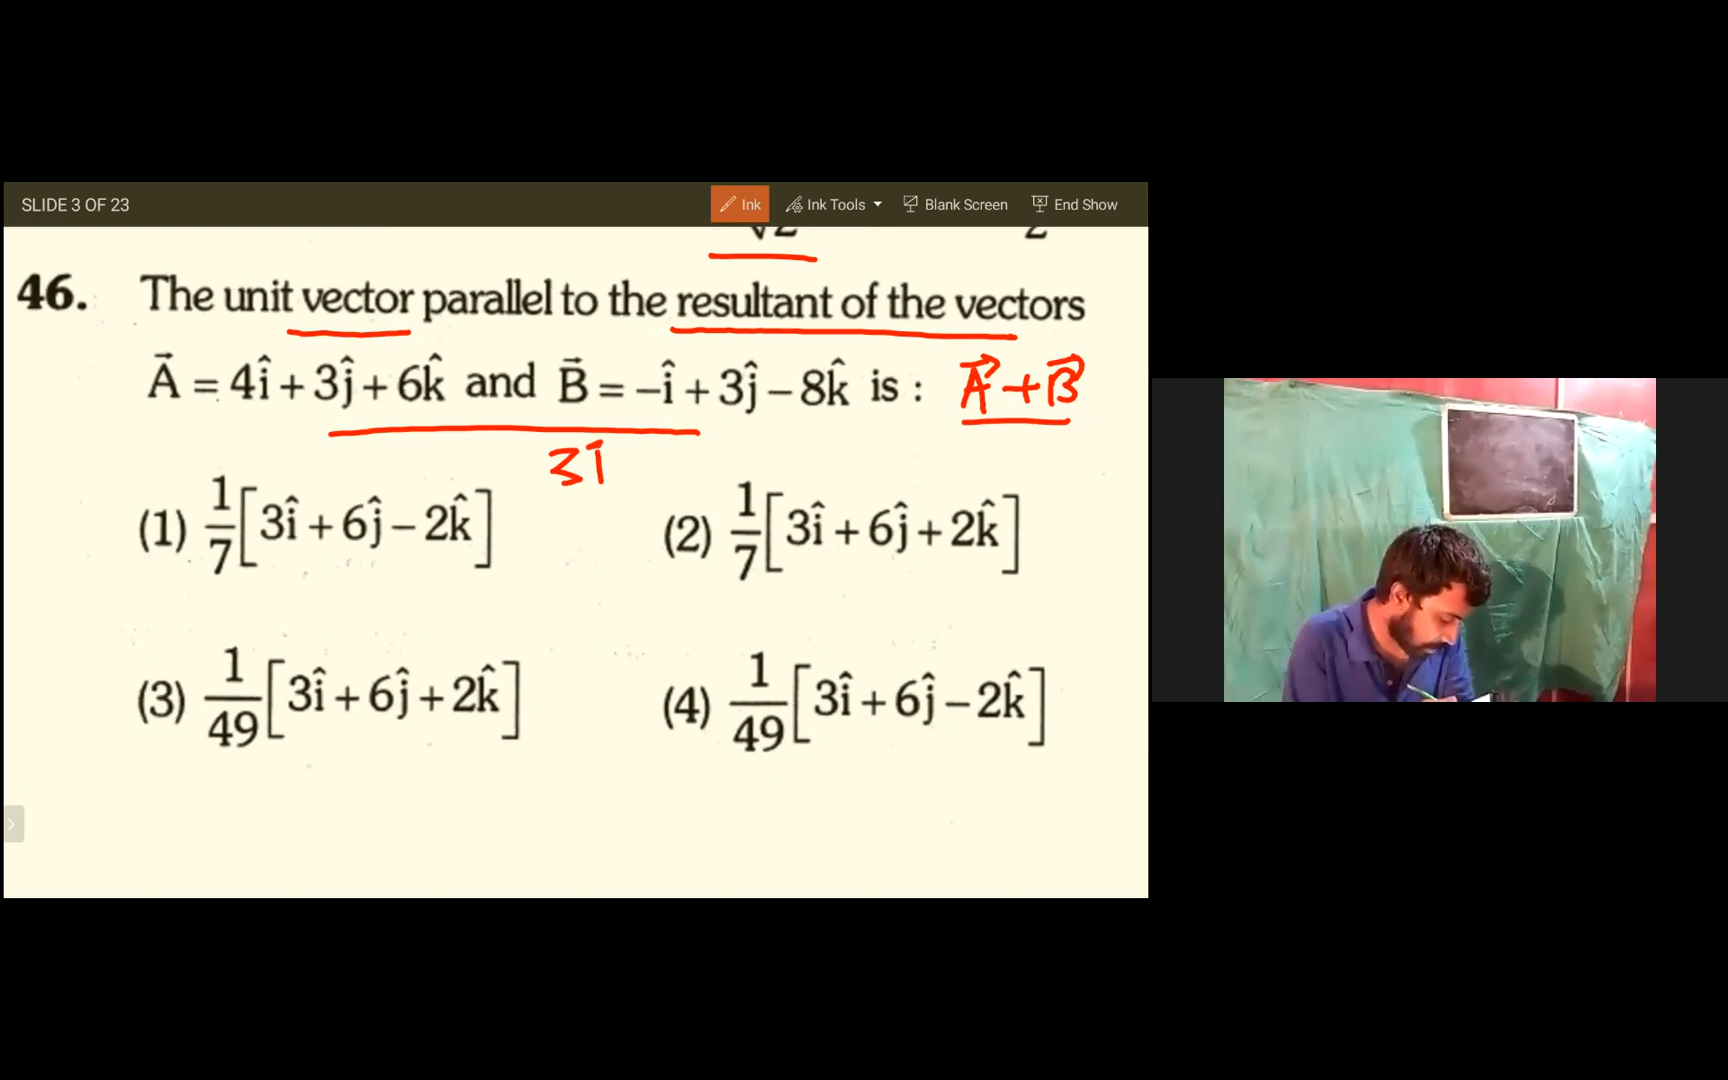 SLIDE 3 OF 23 Ink Ink Tools Blank Screen End Show
46. The unit vector parallel to the resultant of the vectors
A⃗ = 4î + 3ĵ + 6k̂ and B⃗ = −î + 3ĵ − 8k̂ is : A⃗ + B⃗
3î
(1) 1/7 [3î + 6ĵ − 2k̂] (2) 1/7 [3î + 6ĵ + 2k̂]
(3) 1/49 [3î + 6ĵ + 2k̂] (4) 1/49 [3î + 6ĵ − 2k̂]